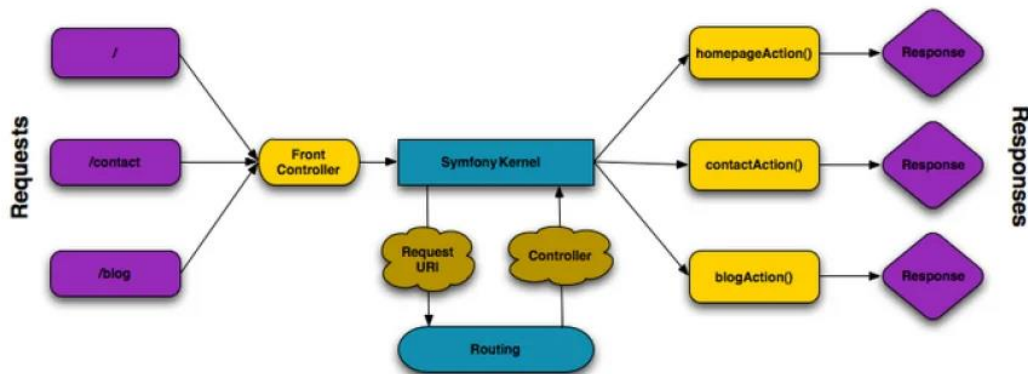 Requests
/
/contact
/blog
Front
Controller
Symfony Kernel
Request
URI
Controller
Routing
homepageAction()
contactAction()
blogAction()
Response
Response
Response
Responses